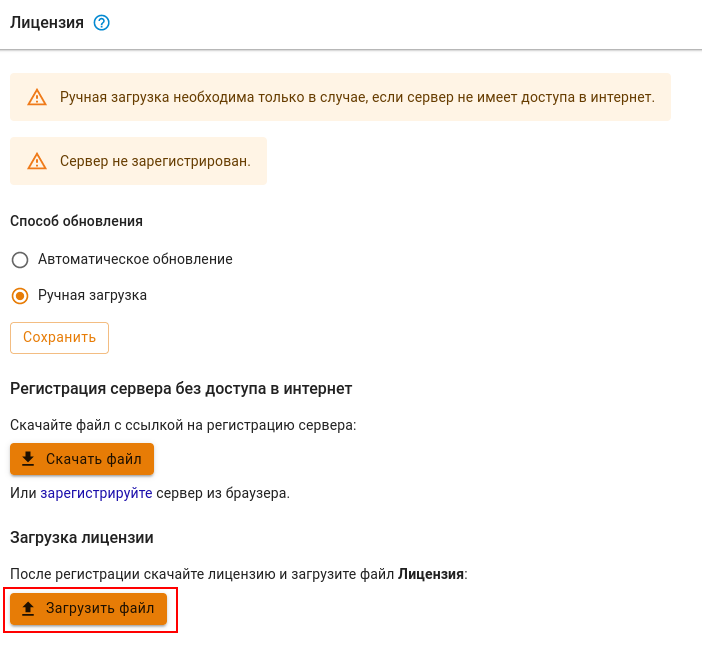 Лицензия
Ручная загрузка необходима только в случае, если сервер не имеет доступа в интернет.
Сервер не зарегистрирован.
Способ обновления
Автоматическое обновление
Ручная загрузка
Сохранить
Регистрация сервера без доступа в интернет
Скачайте файл с ссылкой на регистрацию сервера:
Скачать файл
Или зарегистрируйте сервер из браузера.
Загрузка лицензии
После регистрации скачайте лицензию и загрузите файл Лицензия:
Загрузить файл